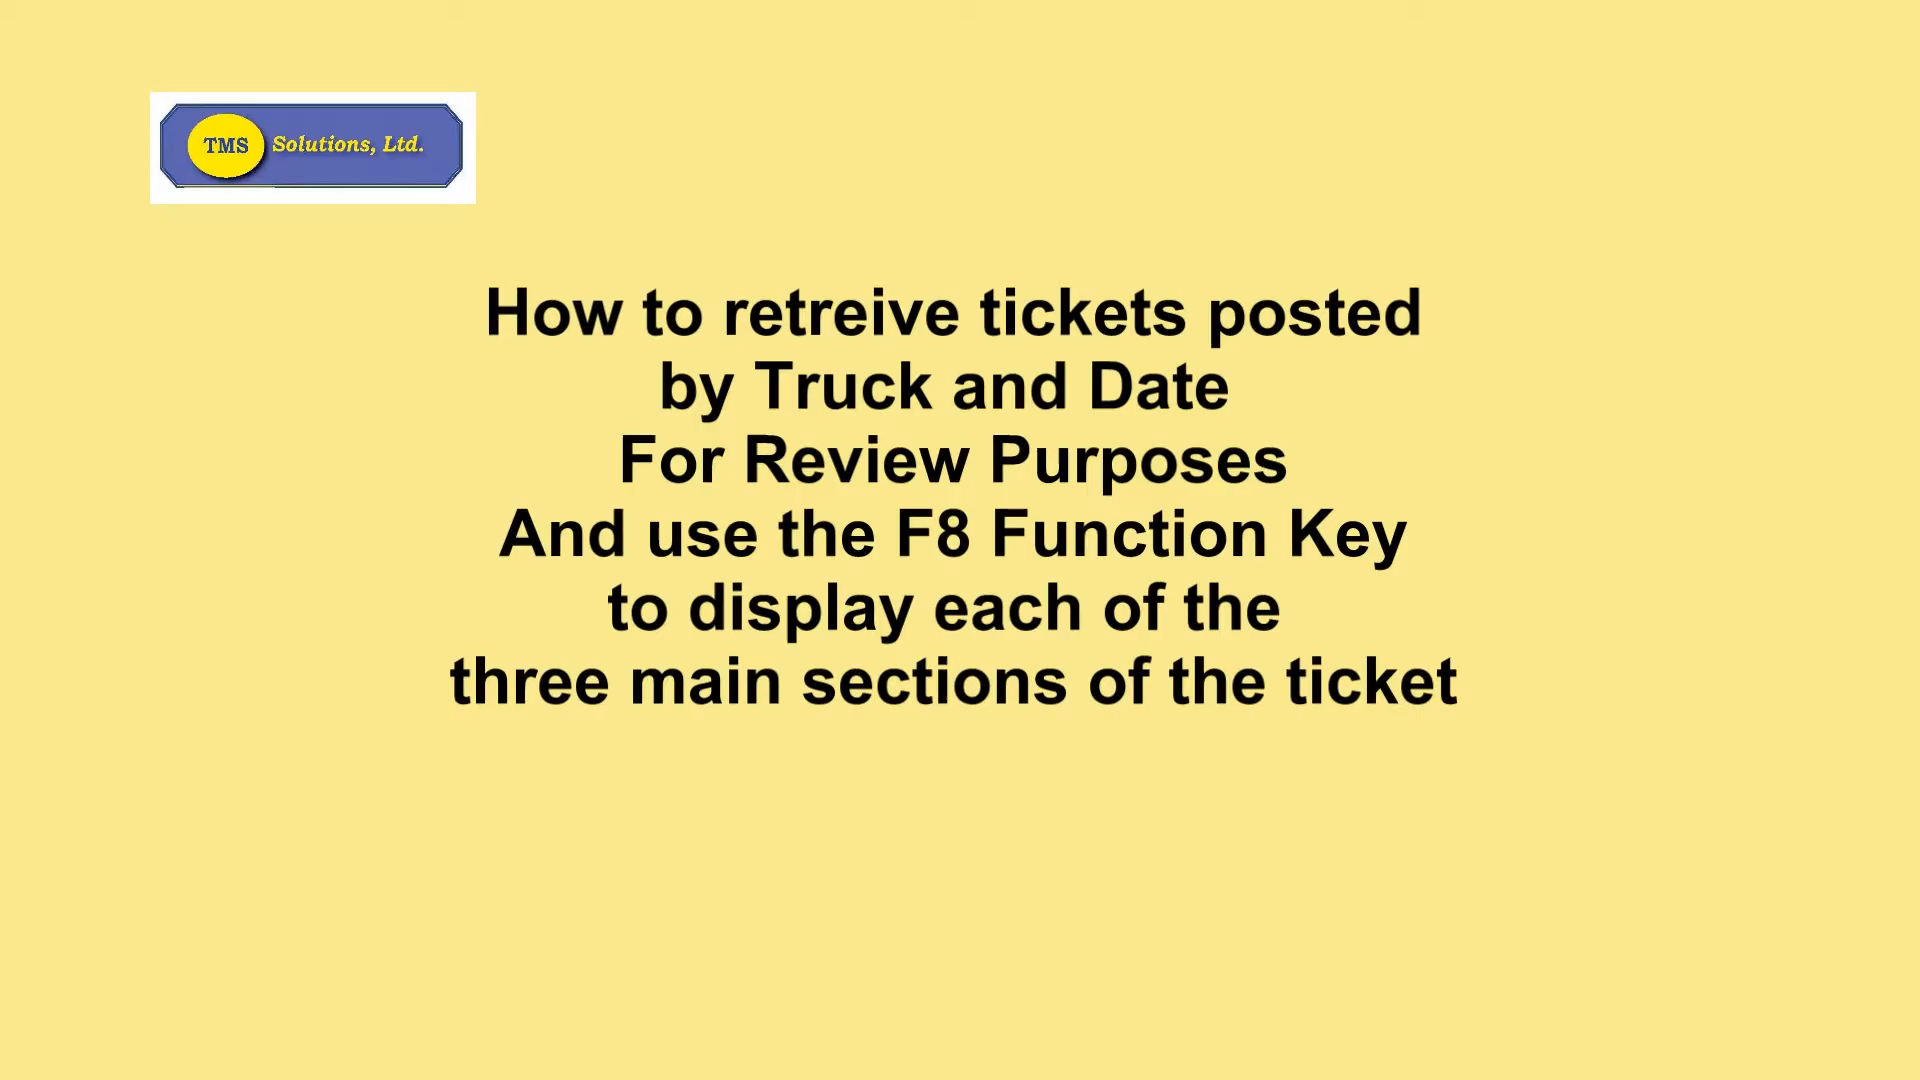 TMS Solutions, Ltd.
How to retreive tickets posted
by Truck and Date
For Review Purposes
And use the F8 Function Key
to display each of the
three main sections of the ticket